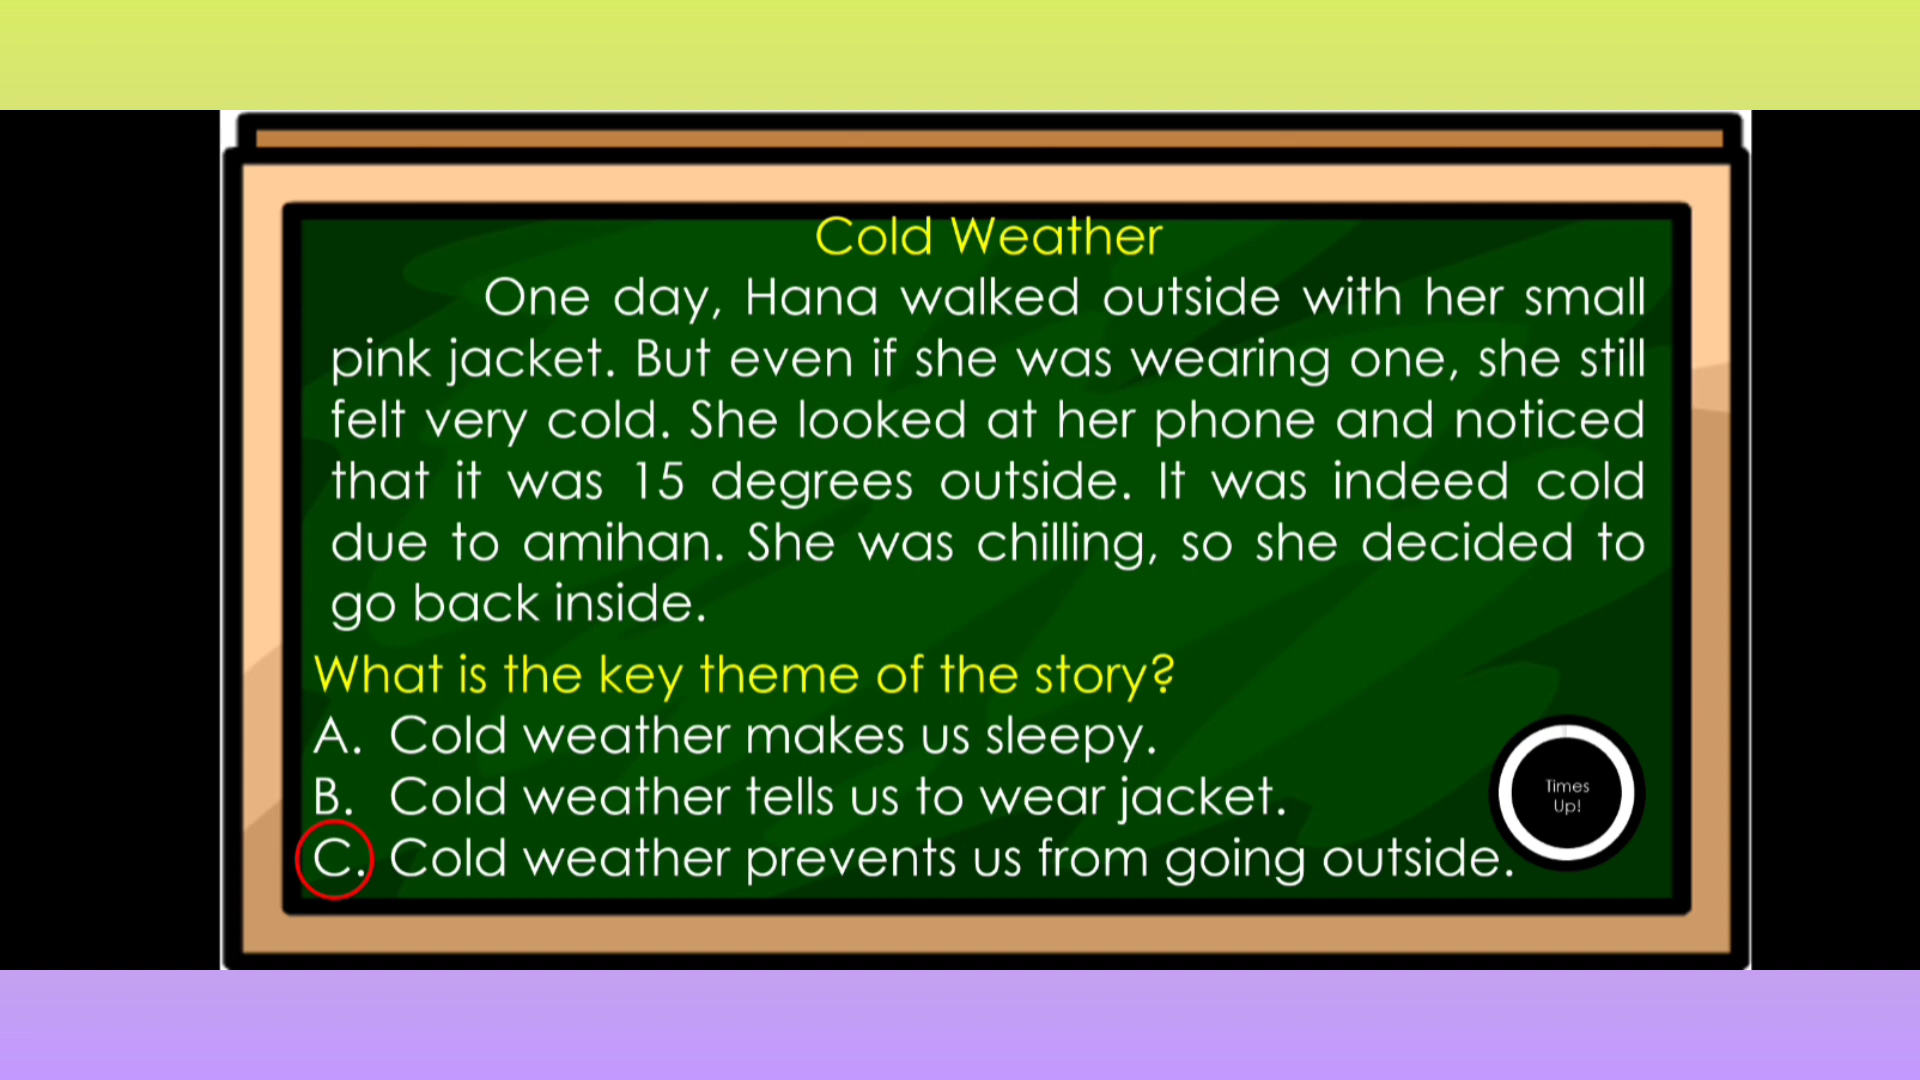 Cold Weather
One day, Hana walked outside with her small
pink jacket. But even if she was wearing one, she still
felt very cold. She looked at her phone and noticed
that it was 15 degrees outside. It was indeed cold
due to amihan. She was chilling, so she decided to
go back inside.
What is the key theme of the story?
A. Cold weather makes us sleepy.
B. Cold weather tells us to wear jacket.
C. Cold weather prevents us from going outside.
Times
Up!